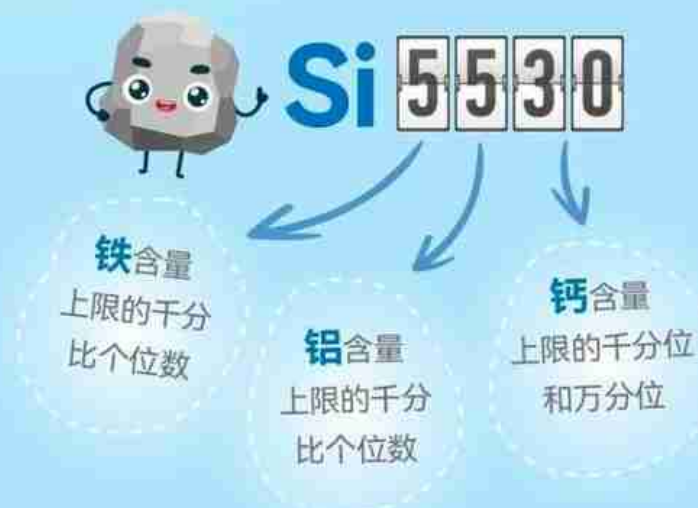 Si 5530
铁含量
上限的千分
比个位数
铝含量
上限的千分
比个位数
钙含量
上限的千分位
和万分位